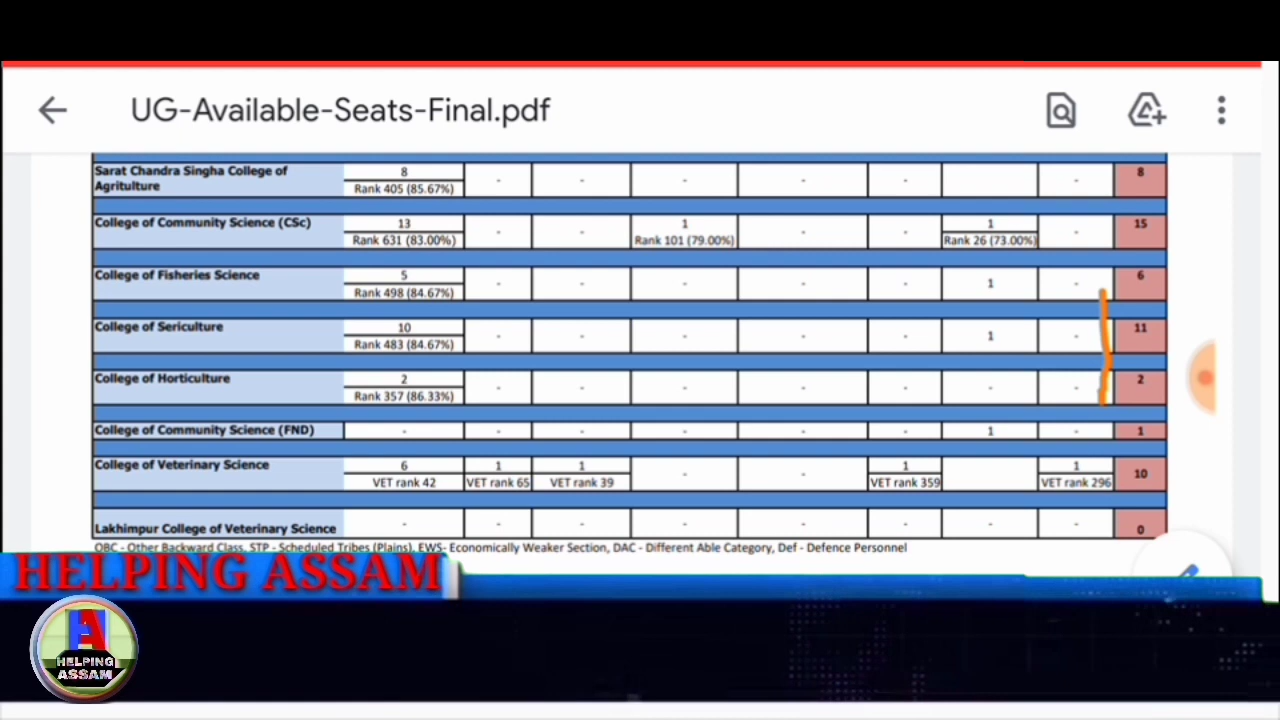 UG-Available-Seats-Final.pdf
Sarat Chandra Singha College of Agritulture 8 Rank 405 (85.67%) - - - - - - 8
College of Community Science (CSc) 13 Rank 631 (83.00%) - - 1 Rank 101 (79.00%) - - 1 Rank 26 (73.00%) - 15
College of Fisheries Science 5 Rank 498 (84.67%) - - - - - 1 - 6
College of Sericulture 10 Rank 483 (84.67%) - - - - - 1 - 11
College of Horticulture 2 Rank 357 (86.33%) - - - - - - - 2
College of Community Science (FND) - - - - - - 1 - 1
College of Veterinary Science 6 VET rank 42 1 VET rank 65 1 VET rank 39 - - 1 VET rank 359 1 VET rank 296 10
Lakhimpur College of Veterinary Science - - - - - - - - 0
OBC - Other Backward Class, STP - Scheduled Tribes (Plains), EWS- Economically Weaker Section, DAC - Different Able Category, Def - Defence Personnel
HELPING ASSAM
A
HELPING
ASSAM